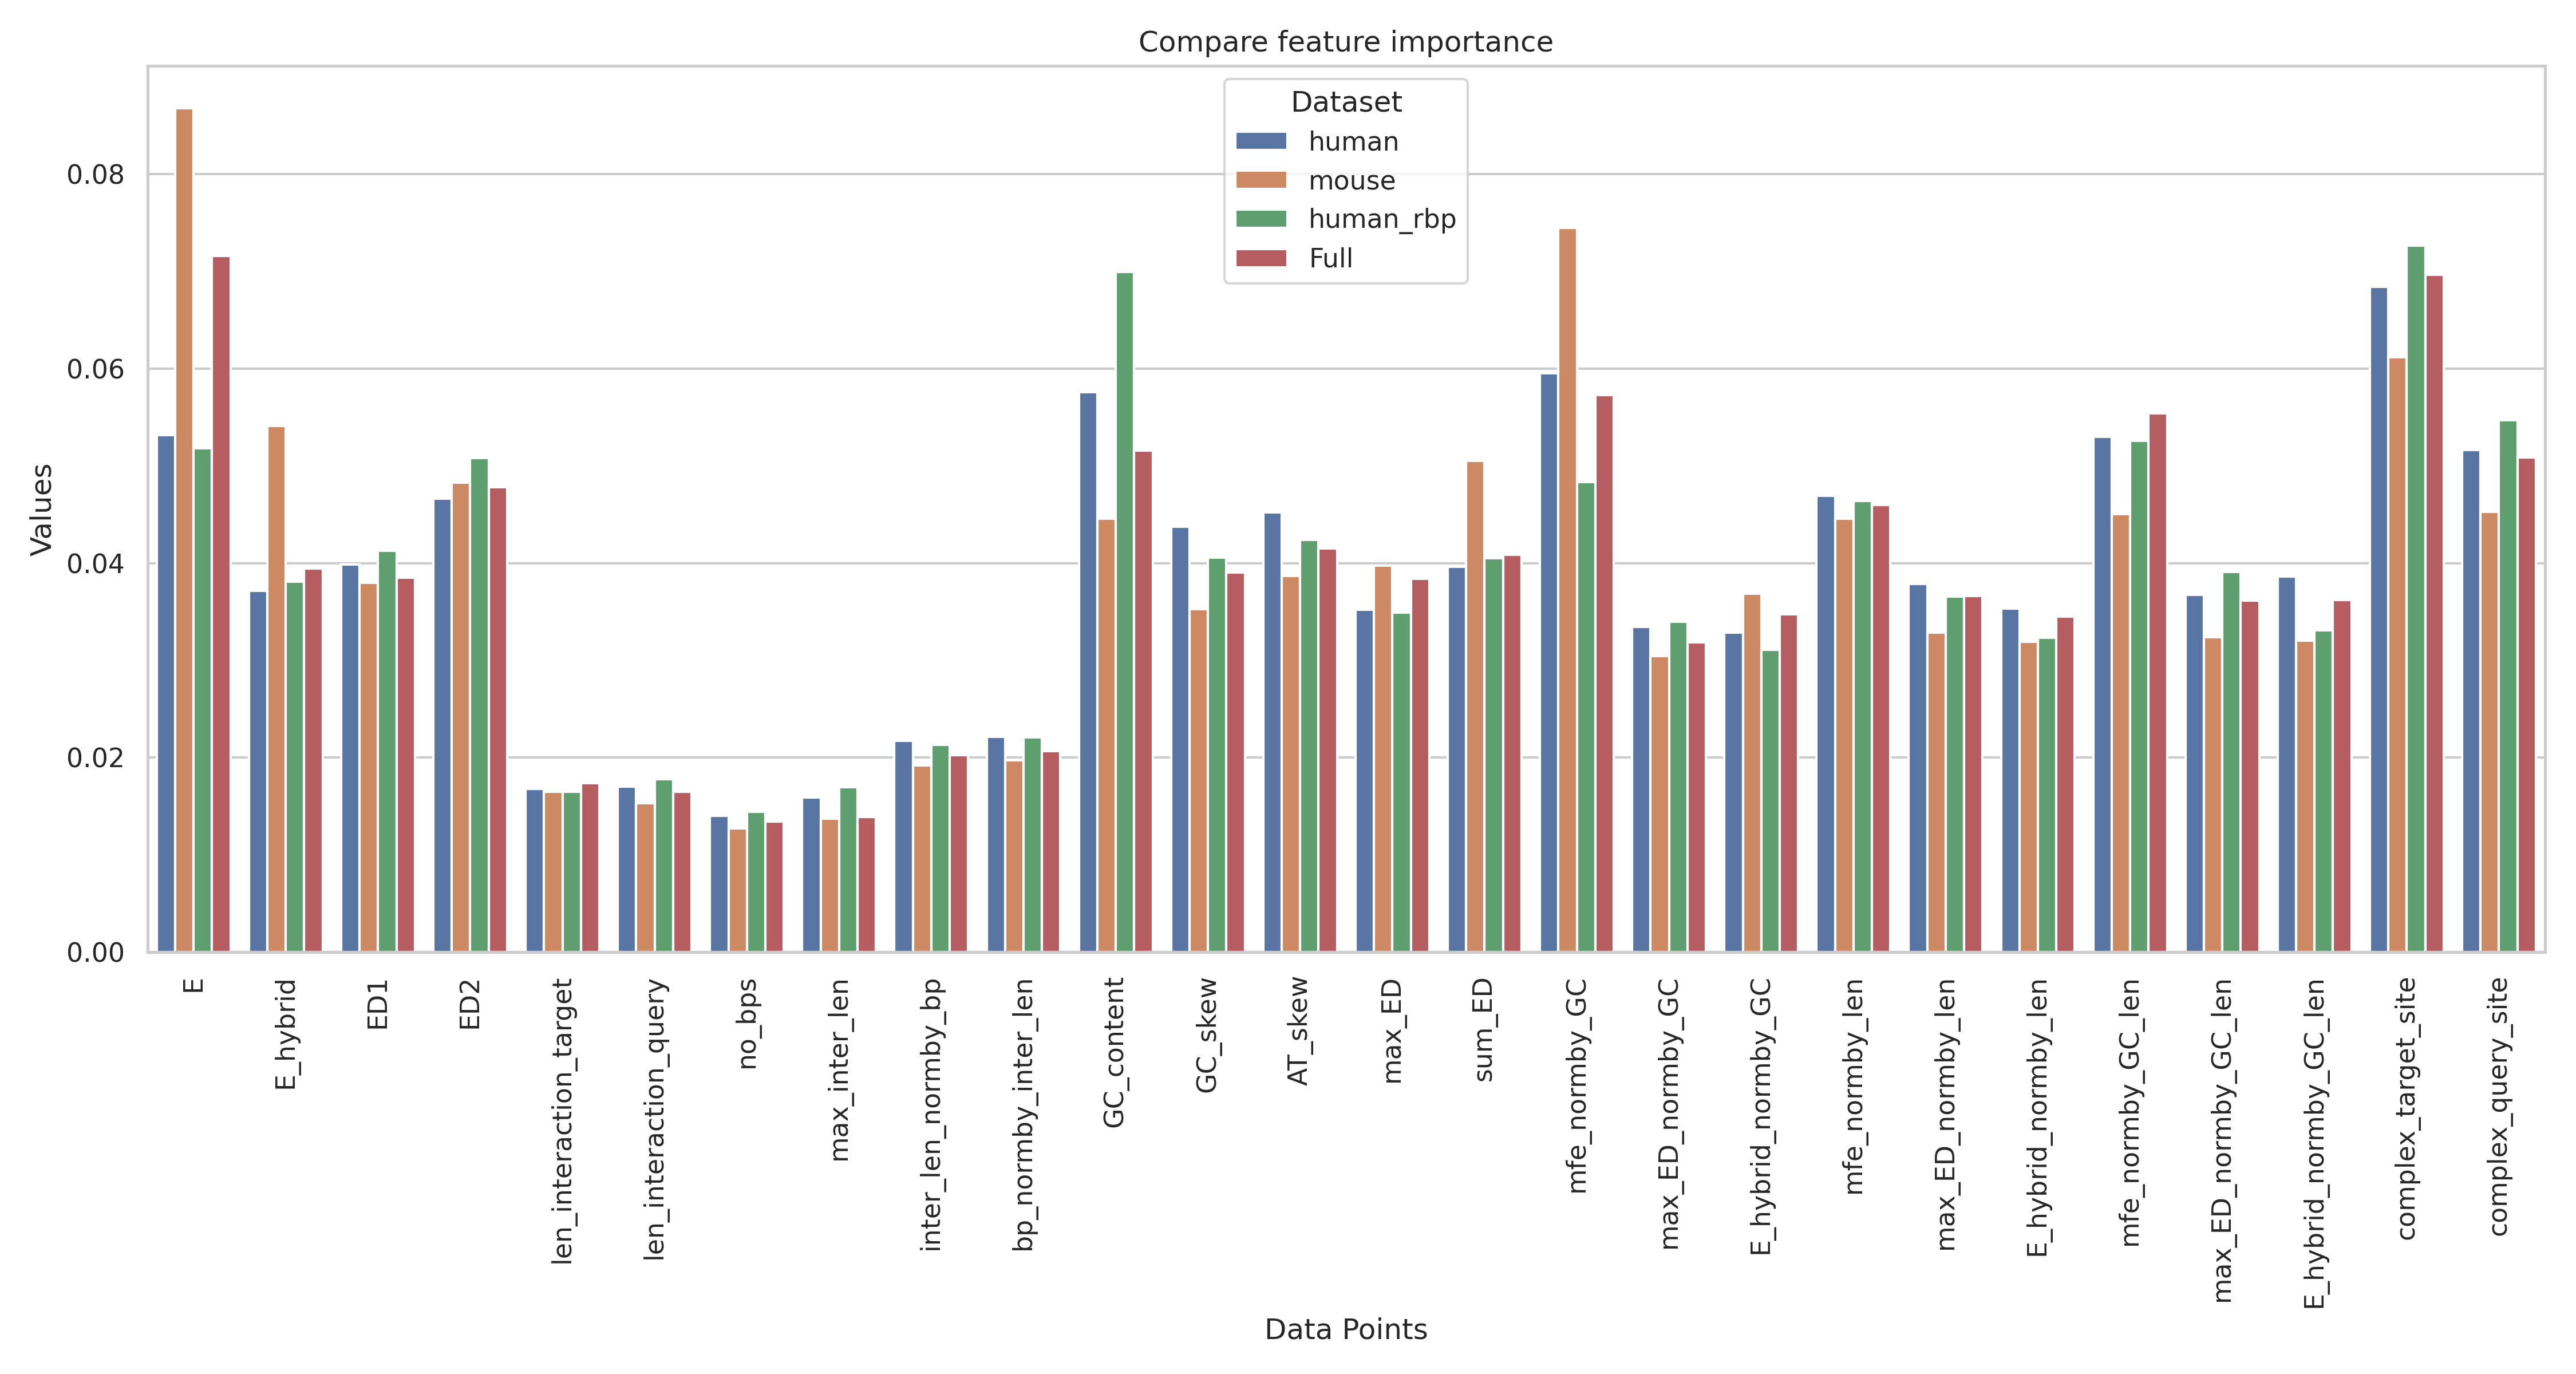 Compare feature importance
Dataset
human
mouse
human_rbp
Full
Values
0.08
0.06
0.04
0.02
0.00
E
E_hybrid
ED1
ED2
len_interaction_target
len_interaction_query
no_bps
max_inter_len
inter_len_normby_bp
bp_normby_inter_len
GC_content
GC_skew
AT_skew
max_ED
sum_ED
mfe_normby_GC
max_ED_normby_GC
E_hybrid_normby_GC
mfe_normby_len
max_ED_normby_len
E_hybrid_normby_len
mfe_normby_GC_len
max_ED_normby_GC_len
E_hybrid_normby_GC_len
complex_target_site
complex_query_site
Data Points